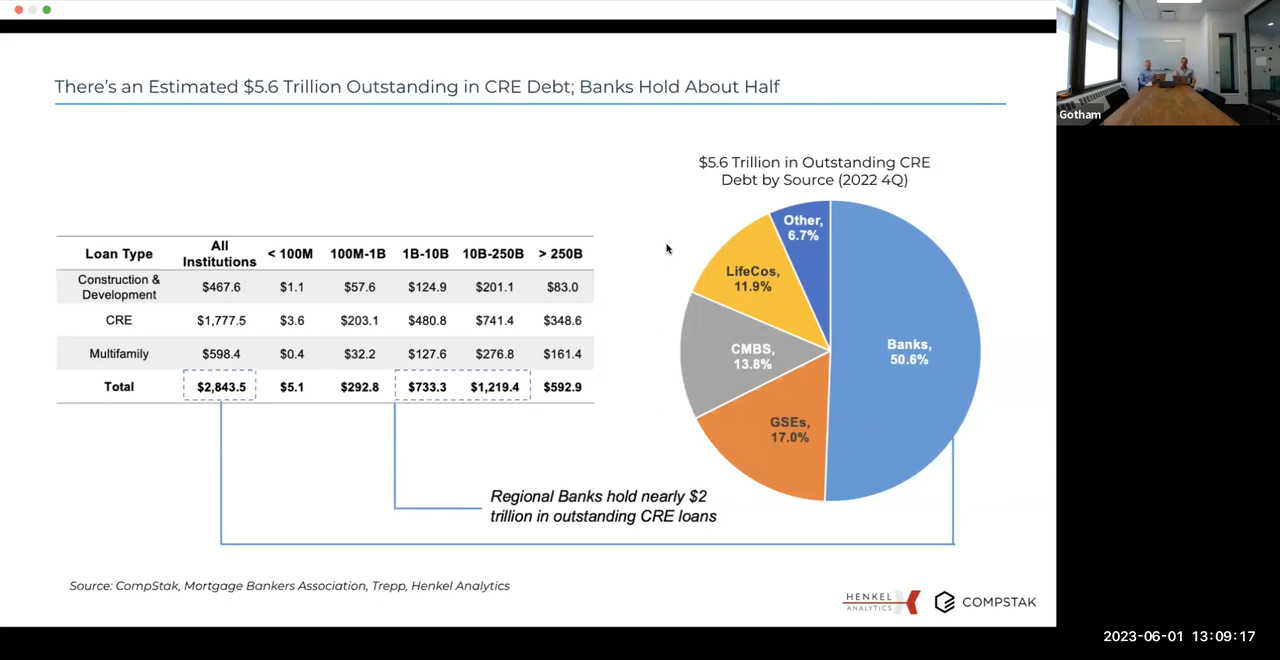 There's an Estimated $5.6 Trillion Outstanding in CRE Debt; Banks Hold About Half
Gotham
$5.6 Trillion in Outstanding CRE
Debt by Source (2022 4Q)
Loan Type All Institutions < 100M 100M-1B 1B-10B 10B-250B > 250B
Construction & Development $467.6 $1.1 $57.6 $124.9 $201.1 $83.0
CRE $1,777.5 $3.6 $203.1 $480.8 $741.4 $348.6
Multifamily $598.4 $0.4 $32.2 $127.6 $276.8 $161.4
Total $2,843.5 $5.1 $292.8 $733.3 $1,219.4 $592.9
Other,
6.7%
LifeCos,
11.9%
CMBS,
13.8%
GSEs,
17.0%
Banks,
50.6%
Regional Banks hold nearly $2
trillion in outstanding CRE loans
Source: CompStak, Mortgage Bankers Association, Trepp, Henkel Analytics
HENKEL
ANALYTICS
COMPSTAK
2023-06-01 13:09:17